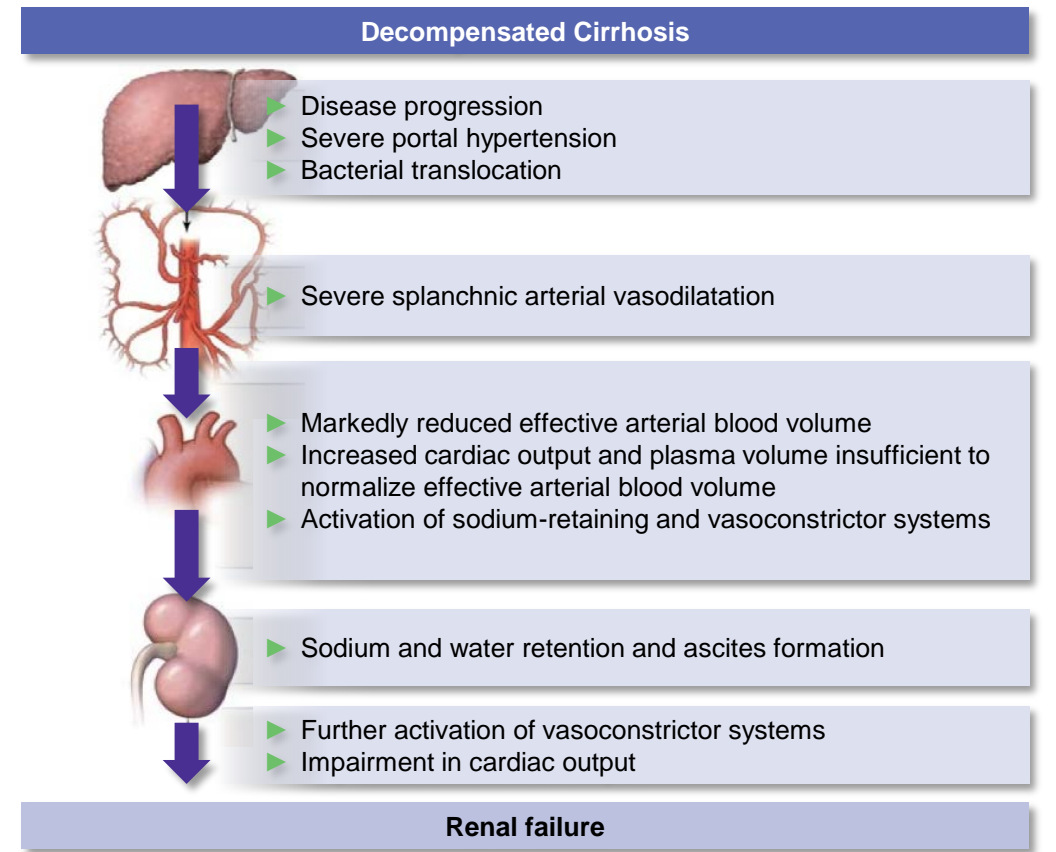 Decompensated Cirrhosis
Disease progression
Severe portal hypertension
Bacterial translocation
Severe splanchnic arterial vasodilatation
Markedly reduced effective arterial blood volume
Increased cardiac output and plasma volume insufficient to
normalize effective arterial blood volume
Activation of sodium-retaining and vasoconstrictor systems
Sodium and water retention and ascites formation
Further activation of vasoconstrictor systems
Impairment in cardiac output
Renal failure